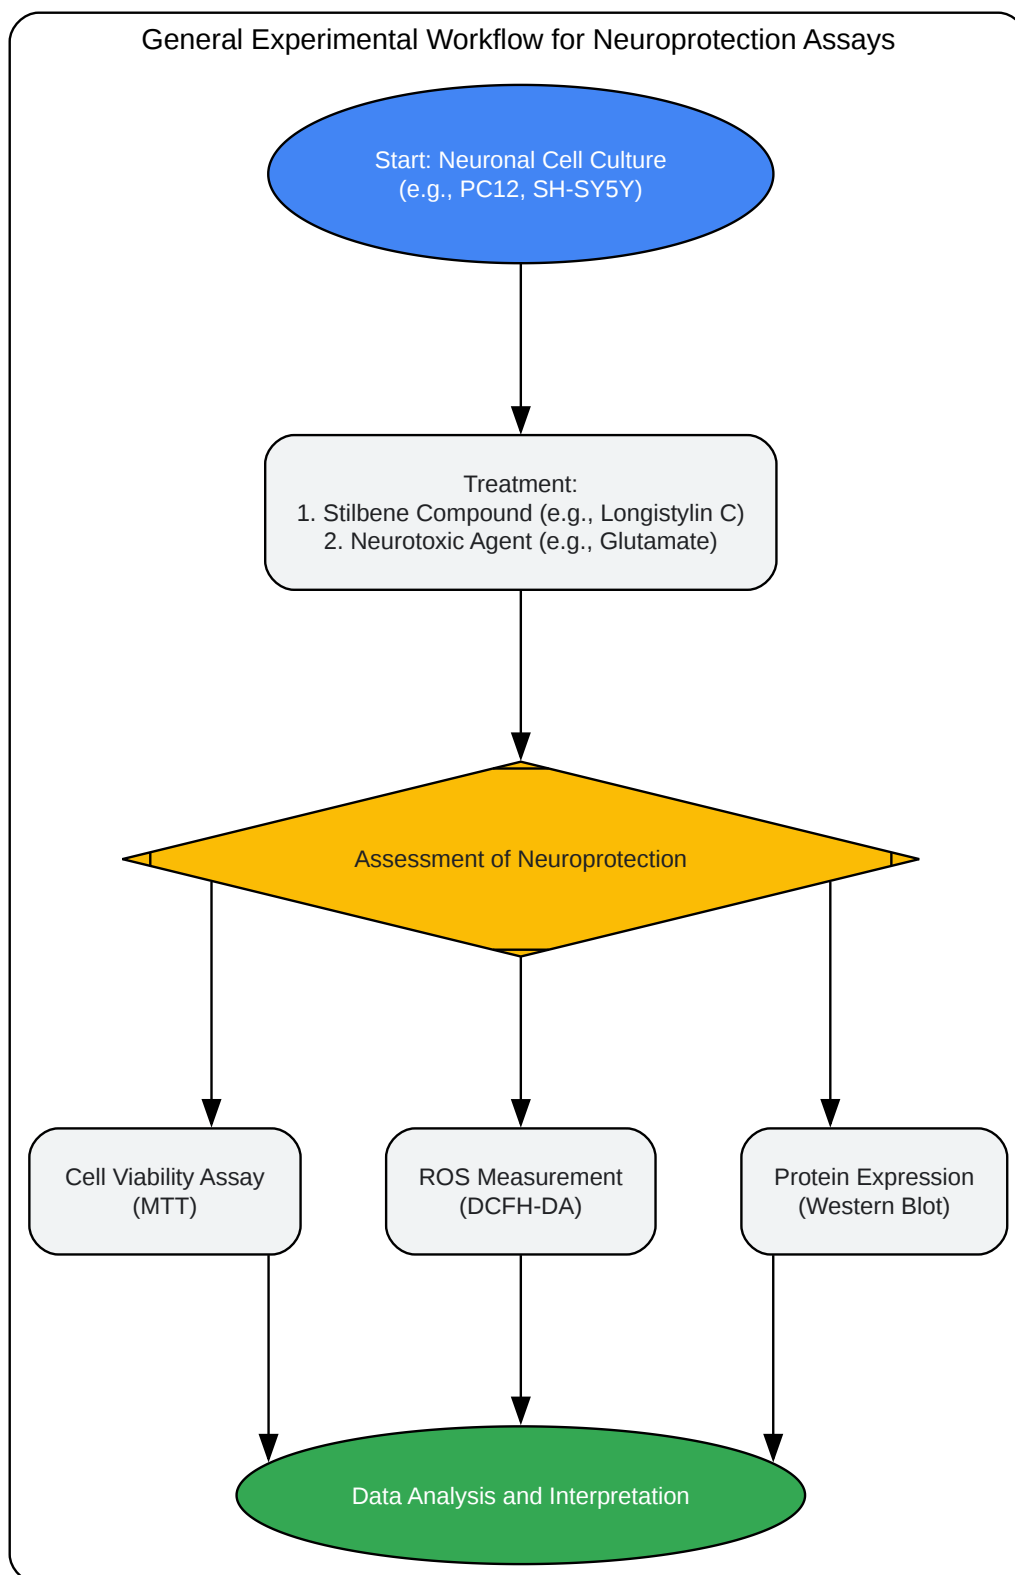 General Experimental Workflow for Neuroprotection Assays
Start: Neuronal Cell Culture
(e.g., PC12, SH-SY5Y)
Treatment:
1. Stilbene Compound (e.g., Longistylin C)
2. Neurotoxic Agent (e.g., Glutamate)
Assessment of Neuroprotection
Cell Viability Assay
(MTT)
ROS Measurement
(DCFH-DA)
Protein Expression
(Western Blot)
Data Analysis and Interpretation